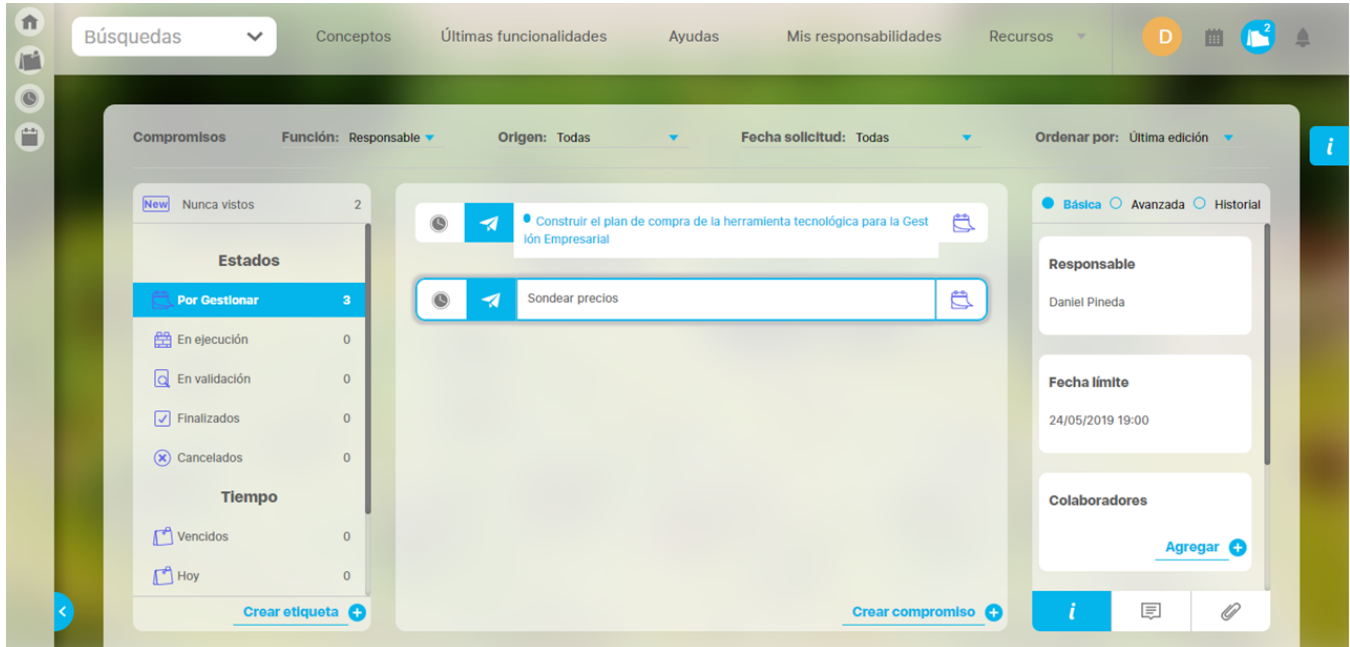 Búsquedas
Conceptos
Últimas funcionalidades
Ayudas
Mis responsabilidades
Recursos
D
2
Compromisos
Función: Responsable
Origen: Todas
Fecha solicitud: Todas
Ordenar por: Última edición
i
New Nunca vistos 2
Estados
Por Gestionar 3
En ejecución 0
En validación 0
Finalizados 0
Cancelados 0
Tiempo
Vencidos 0
Hoy 0
Crear etiqueta
Construir el plan de compra de la herramienta tecnológica para la Gest
ión Empresarial
Sondear precios
Crear compromiso
Básica Avanzada Historial
Responsable
Daniel Pineda
Fecha límite
24/05/2019 19:00
Colaboradores
Agregar
i